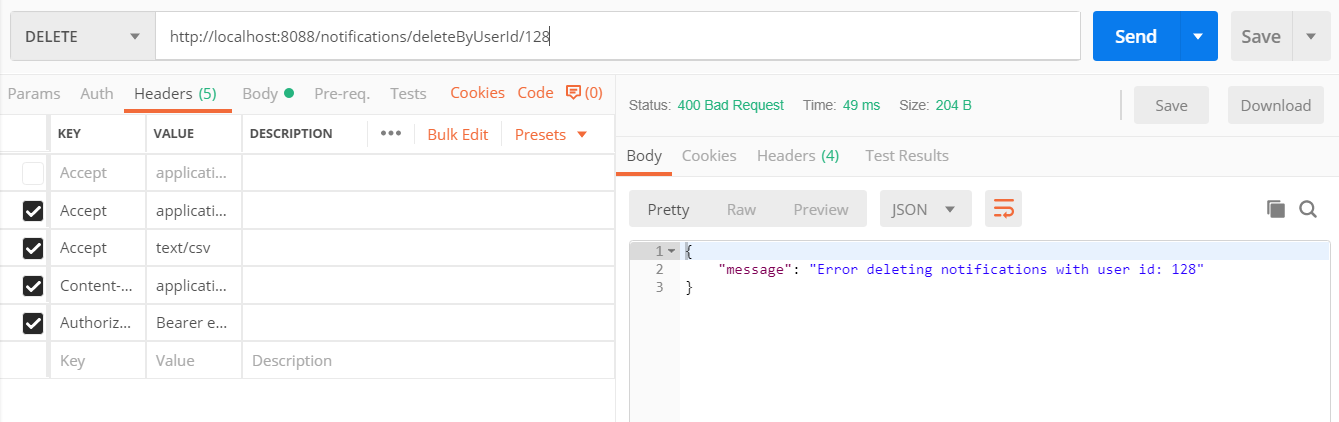 DELETE http://localhost:8088/notifications/deleteByUserId/128 Send Save
Params Auth Headers (5) Body Pre-req. Tests Cookies Code (0)
KEY VALUE DESCRIPTION ••• Bulk Edit Presets
Accept applicati...
Accept applicati...
Accept text/csv
Content-... applicati...
Authoriz... Bearer e...
Key Value Description
Status: 400 Bad Request Time: 49 ms Size: 204 B Save Download
Body Cookies Headers (4) Test Results
Pretty Raw Preview JSON
1 {
2 "message": "Error deleting notifications with user id: 128"
3 }